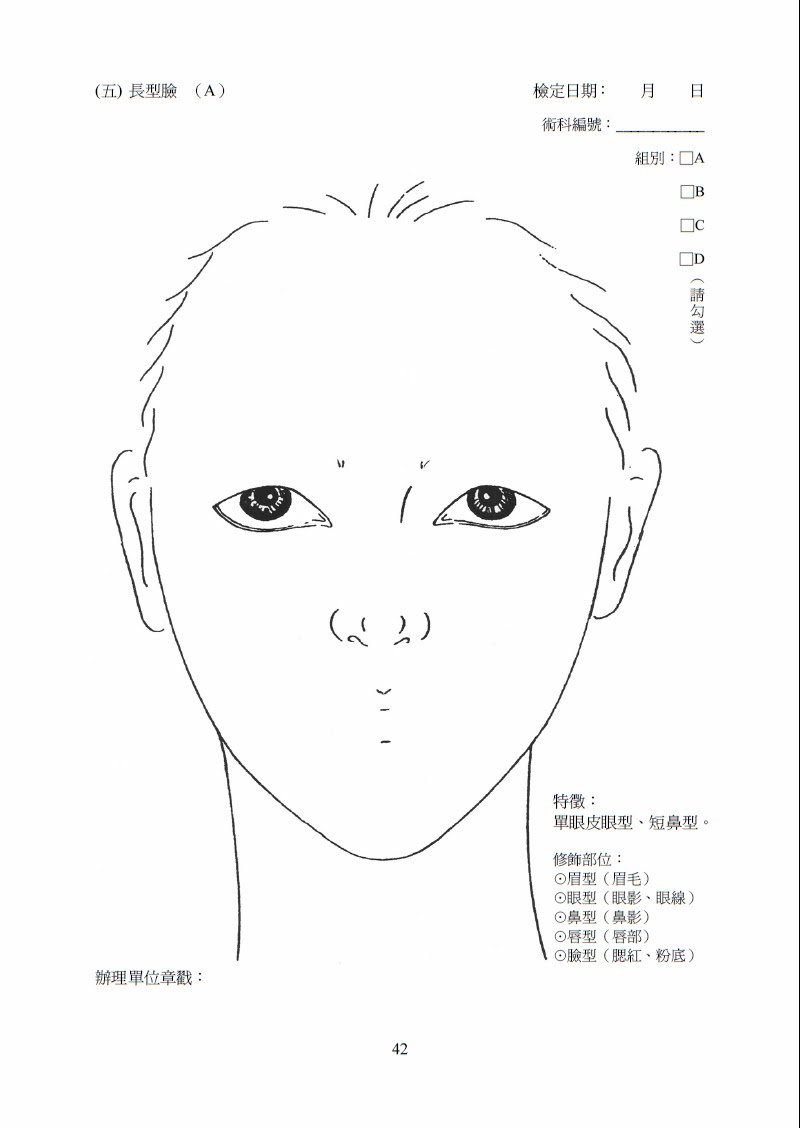 (五) 長型臉 （A）
檢定日期： 月 日
術科編號：__________
組別：□A
□B
□C
□D
（請勾選）
特徵：
單眼皮眼型、短鼻型。
修飾部位：
⊙眉型（眉毛）
⊙眼型（眼影、眼線）
⊙鼻型（鼻影）
⊙唇型（唇部）
⊙臉型（腮紅、粉底）
辦理單位章戳：
42